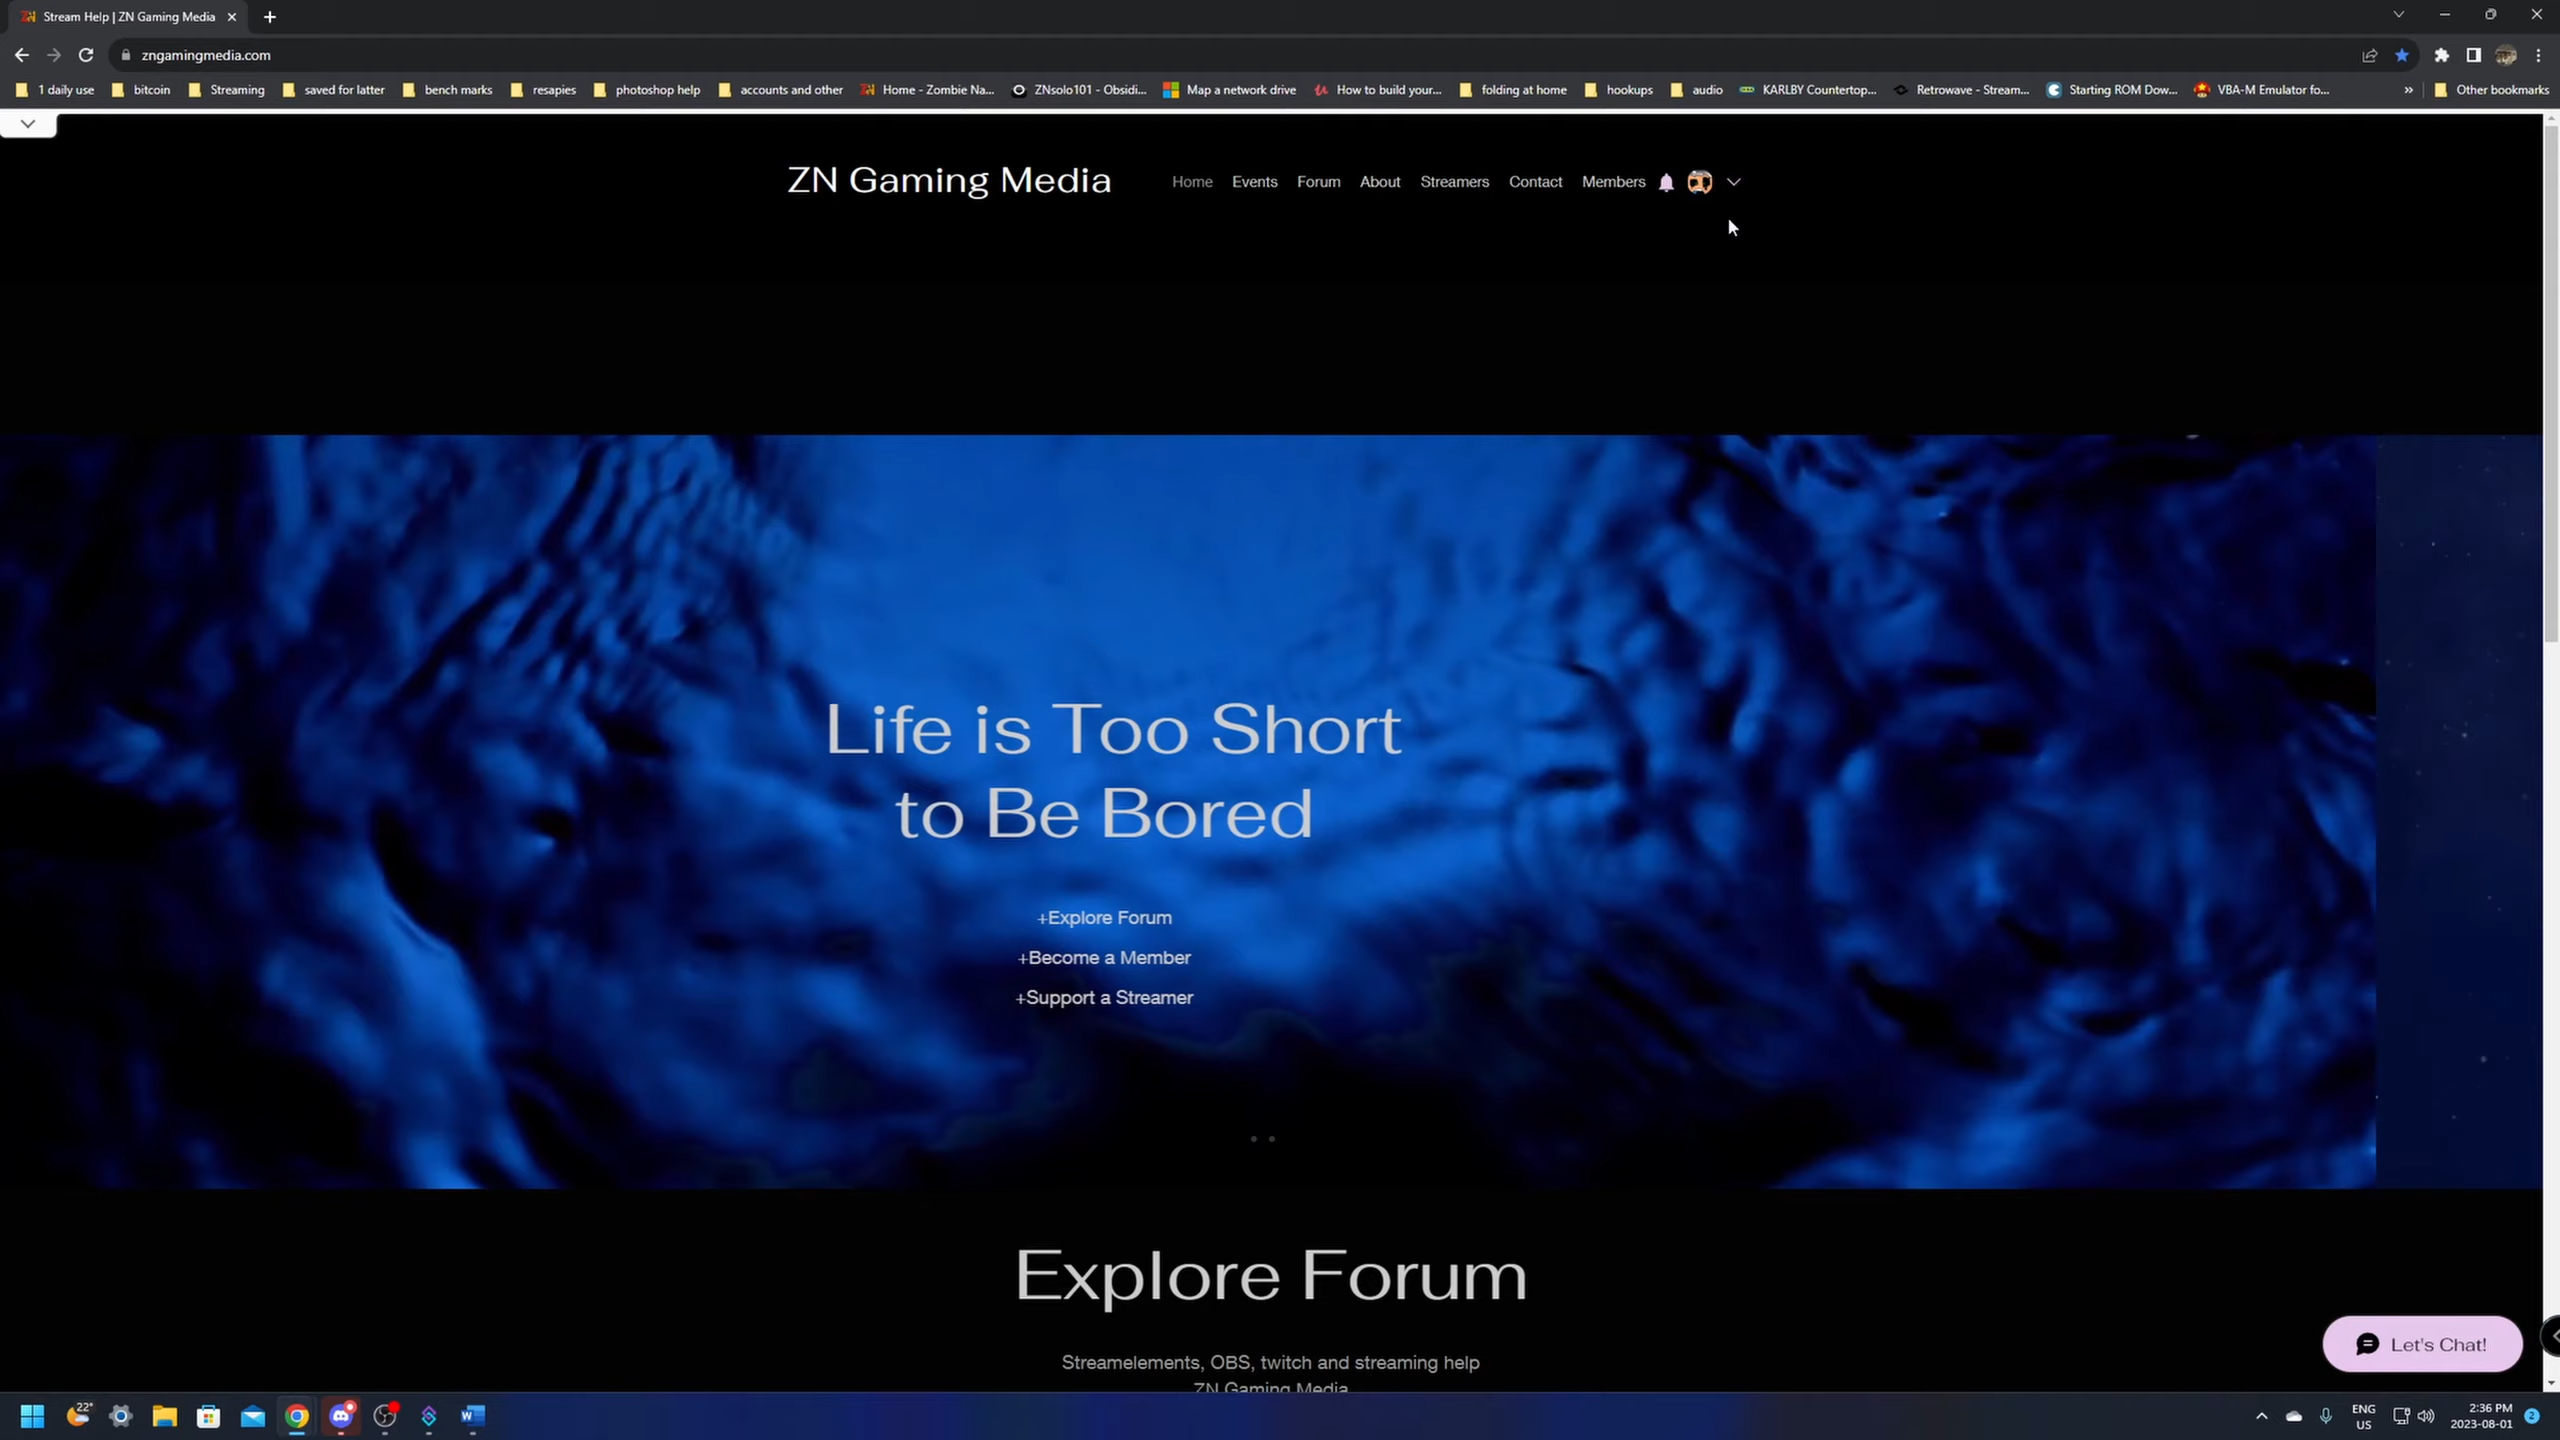 Stream Help | ZN Gaming Media
zngamingmedia.com
1 daily use bitcoin Streaming saved for latter bench marks resapies photoshop help accounts and other Home - Zombie Na... ZNsolo101 - Obsidi... Map a network drive How to build your... folding at home hookups audio KARLBY Countertop... Retrowave - Stream... Starting ROM Dow... VBA-M Emulator fo... » Other bookmarks
ZN Gaming Media
Home Events Forum About Streamers Contact Members
Life is Too Short
to Be Bored
+Explore Forum
+Become a Member
+Support a Streamer
Explore Forum
Streamelements, OBS, twitch and streaming help
ZN Gaming Media
Let's Chat!
22°
ENG
US
2:36 PM
2023-08-01
2